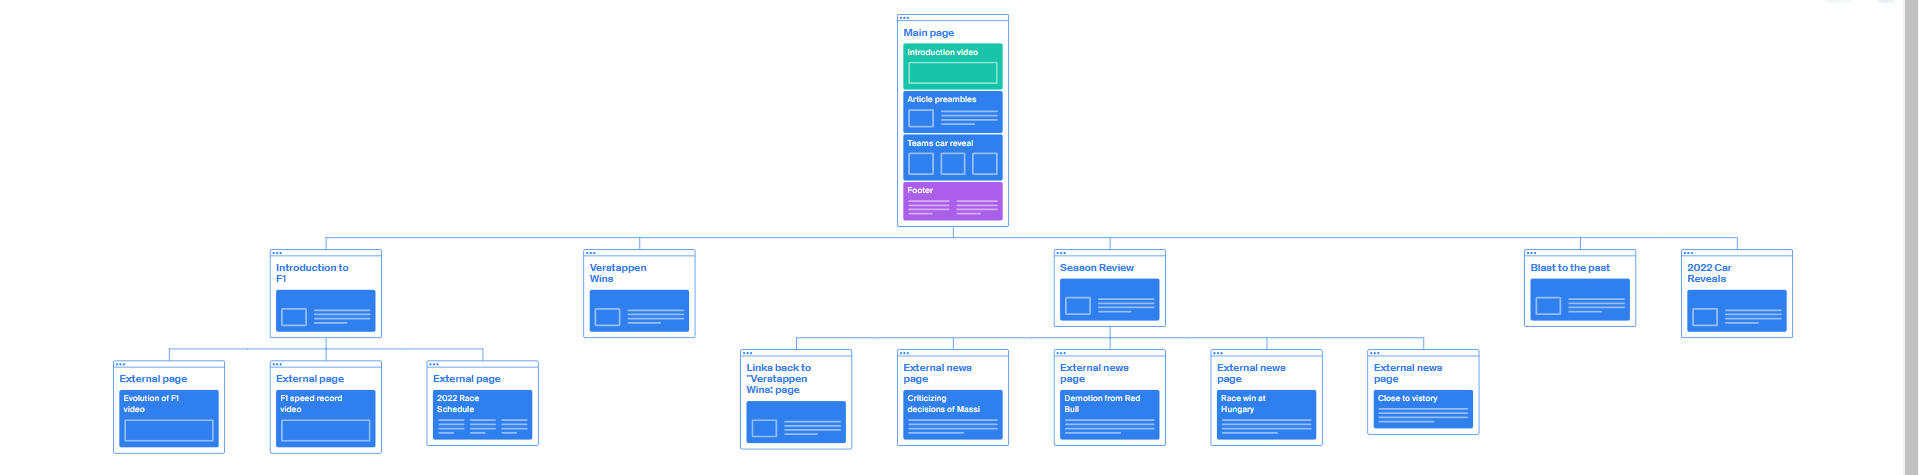 Main page
Introduction video
Article preambles
Teams car reveal
Footer
Introduction to
F1
Verstappen
Wins
Season Review
Blast to the past
2022 Car
Reveals
External page
Evolution of F1
video
External page
F1 speed record
video
External page
2022 Race
Schedule
Links back to
"Verstappen
Wins: page
External news
page
Criticizing
decisions of Massi
External news
page
Demotion from Red
Bull
External news
page
Race win at
Hungary
External news
page
Close to vistory